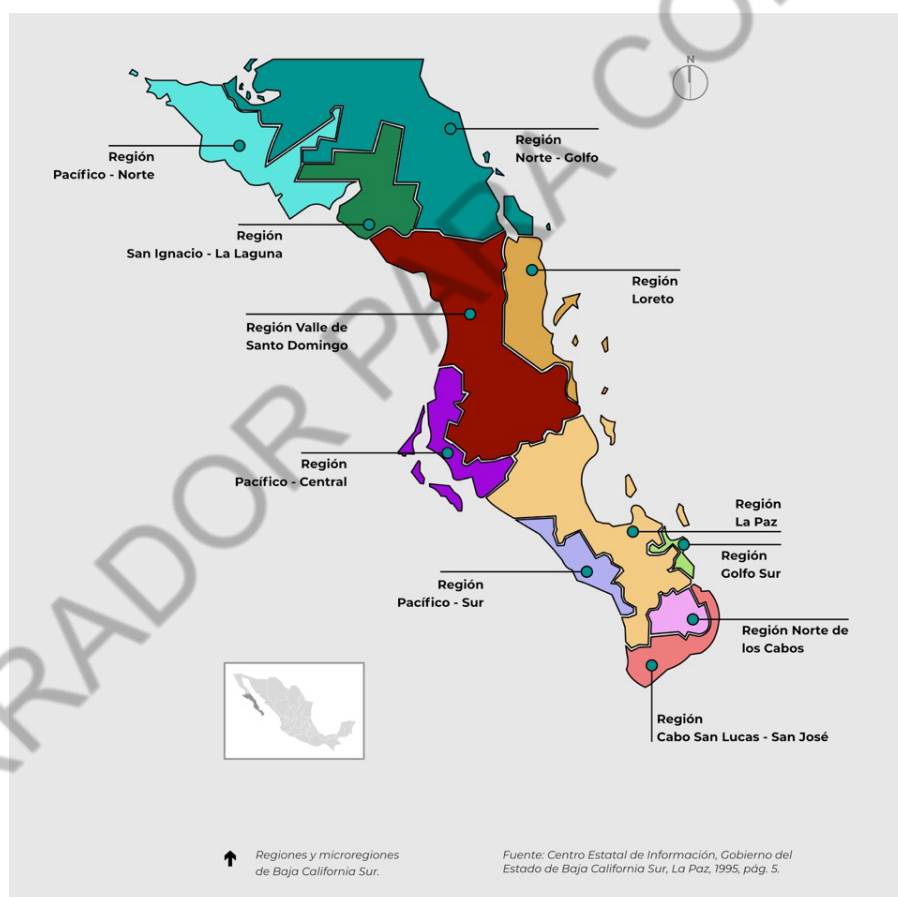 N
Región
Norte - Golfo
Región
Pacífico - Norte
Región
San Ignacio - La Laguna
Región
Loreto
Región Valle de
Santo Domingo
Región
Pacífico - Central
Región
La Paz
Región
Golfo Sur
Región
Pacífico - Sur
Región Norte de
los Cabos
Región
Cabo San Lucas - San José
Regiones y microregiones
de Baja California Sur.
Fuente: Centro Estatal de Información, Gobierno del
Estado de Baja California Sur, La Paz, 1995, pág. 5.
RRADOR PARA CO